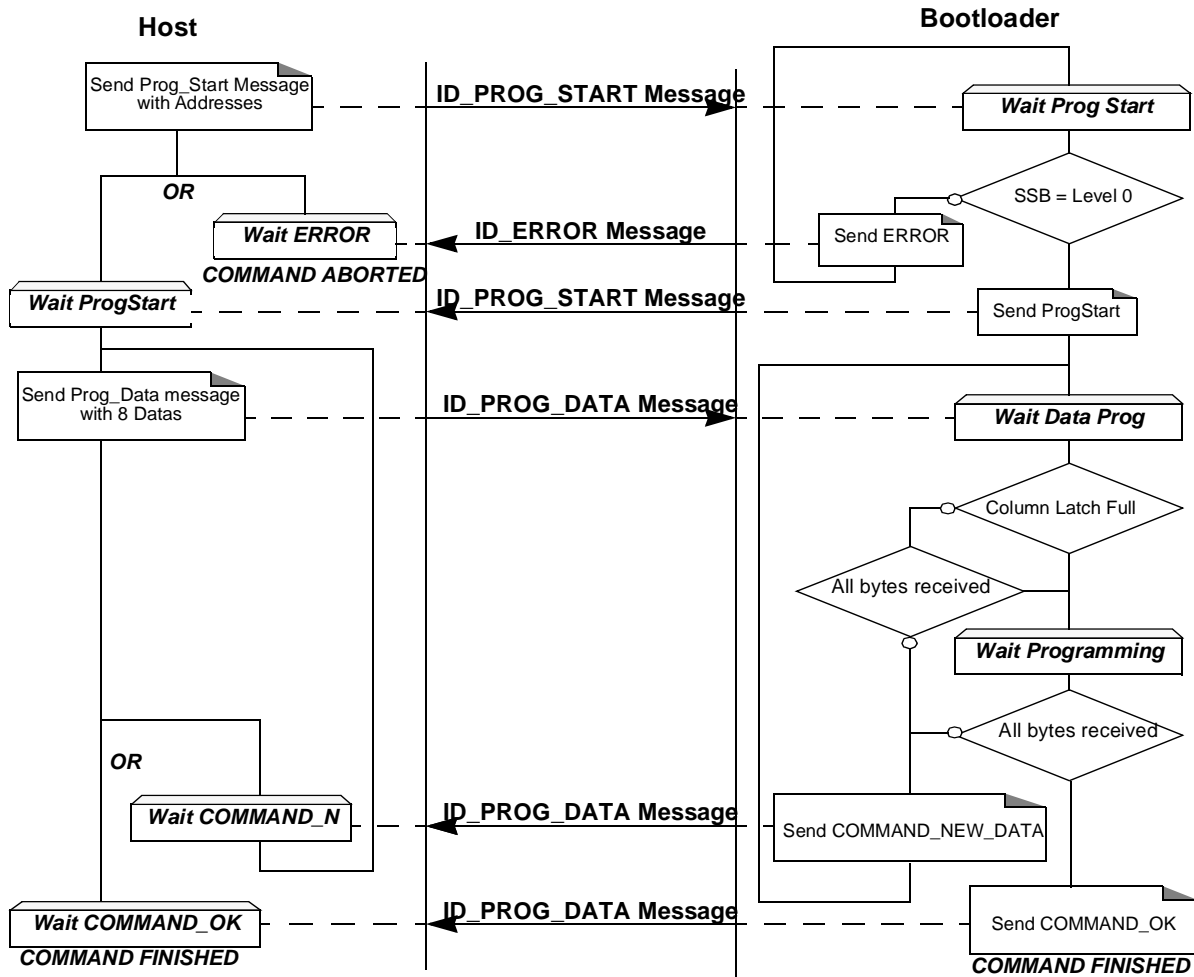 Host
Bootloader
Send Prog_Start Message
with Addresses
ID_PROG_START Message
Wait Prog Start
OR
SSB = Level 0
Wait ERROR
ID_ERROR Message
Send ERROR
COMMAND ABORTED
Wait ProgStart
ID_PROG_START Message
Send ProgStart
Send Prog_Data message
with 8 Datas
ID_PROG_DATA Message
Wait Data Prog
Column Latch Full
All bytes received
Wait Programming
All bytes received
OR
Wait COMMAND_N
ID_PROG_DATA Message
Send COMMAND_NEW_DATA
Wait COMMAND_OK
ID_PROG_DATA Message
Send COMMAND_OK
COMMAND FINISHED
COMMAND FINISHED